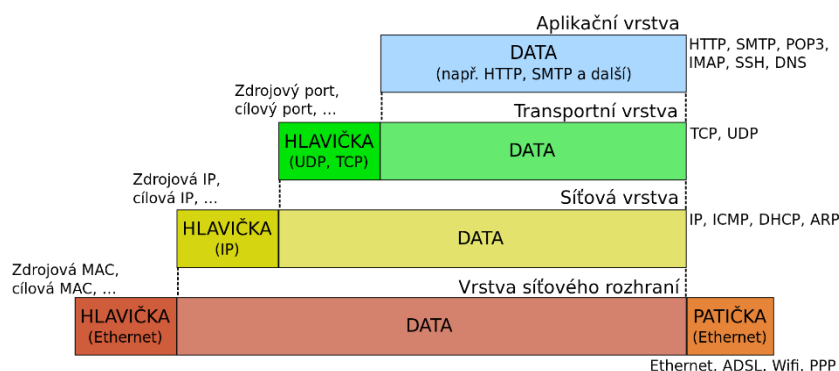 Aplikační vrstva
DATA
(např. HTTP, SMTP a další)
HTTP, SMTP, POP3,
IMAP, SSH, DNS
Zdrojový port,
cílový port, ...
Transportní vrstva
HLAVIČKA
(UDP, TCP)
DATA
TCP, UDP
Zdrojová IP,
cílová IP, ...
Síťová vrstva
HLAVIČKA
(IP)
DATA
IP, ICMP, DHCP, ARP
Zdrojová MAC,
cílová MAC, ...
Vrstva síťového rozhraní
HLAVIČKA
(Ethernet)
DATA
PATIČKA
(Ethernet)
Ethernet, ADSL, Wifi, PPP